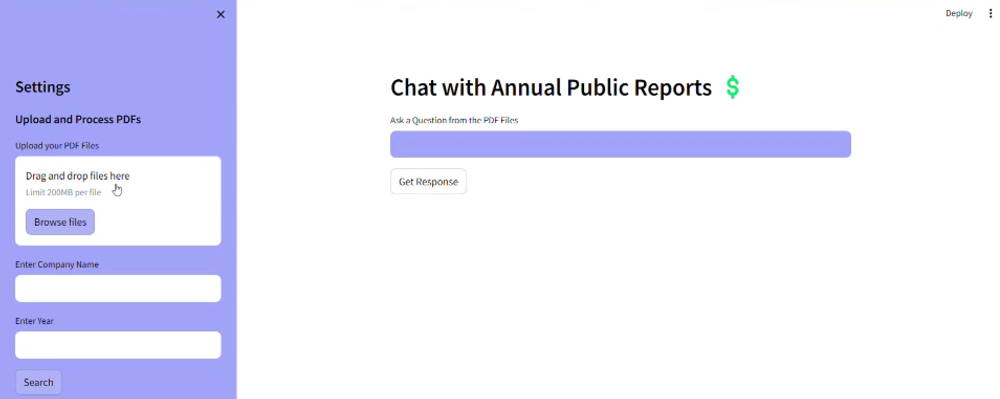 Deploy
Settings
Upload and Process PDFs
Upload your PDF Files
Drag and drop files here
Limit 200MB per file
Browse files
Enter Company Name
Enter Year
Search
Chat with Annual Public Reports $
Ask a Question from the PDF Files
Get Response